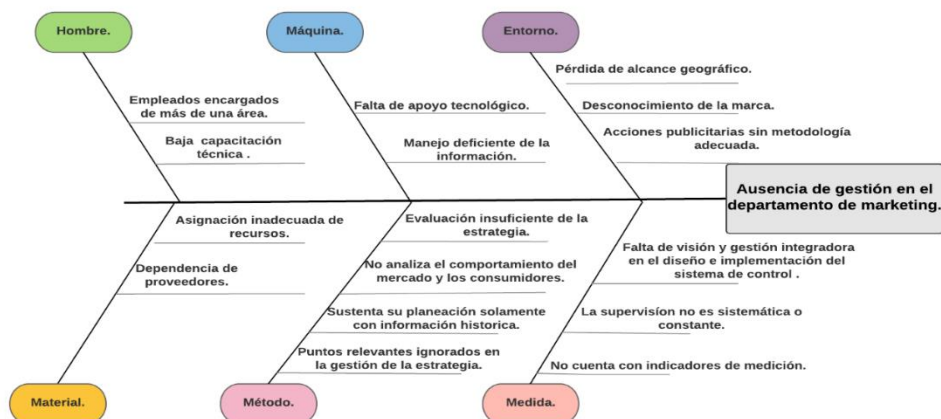 Hombre.
Máquina.
Entorno.
Pérdida de alcance geográfico.
Empleados encargados
de más de una área.
Falta de apoyo tecnológico.
Desconocimiento de la marca.
Baja capacitación
técnica .
Manejo deficiente de la
información.
Acciones publicitarias sin metodología
adecuada.
Ausencia de gestión en el
departamento de marketing.
Asignación inadecuada de
recursos.
Evaluación insuficiente de la
estrategia.
Falta de visión y gestión integradora
en el diseño e implementación del
sistema de control .
Dependencia de
proveedores.
No analiza el comportamiento del
mercado y los consumidores.
Sustenta su planeación solamente
con información historica.
La supervisíon no es sistemática o
constante.
Puntos relevantes ignorados en
la gestión de la estrategia.
No cuenta con indicadores de medición.
Material.
Método.
Medida.